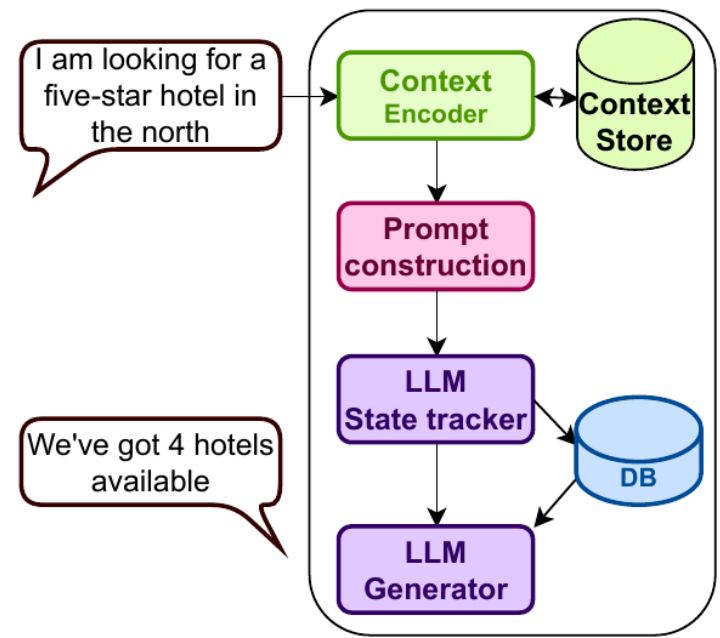 I am looking for a
five-star hotel in
the north
Context
Encoder
Context
Store
Prompt
construction
LLM
State tracker
We've got 4 hotels
available
DB
LLM
Generator